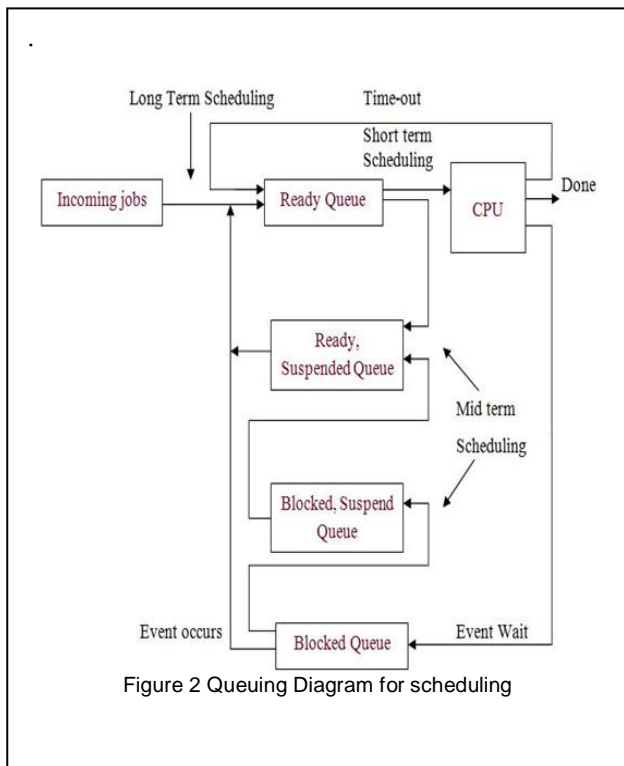 .
Long Term Scheduling
Time-out
Short term
Scheduling
Incoming jobs
Ready Queue
CPU
Done
Ready,
Suspended Queue
Mid term
Scheduling
Blocked, Suspend
Queue
Event occurs
Blocked Queue
Event Wait
Figure 2 Queuing Diagram for scheduling